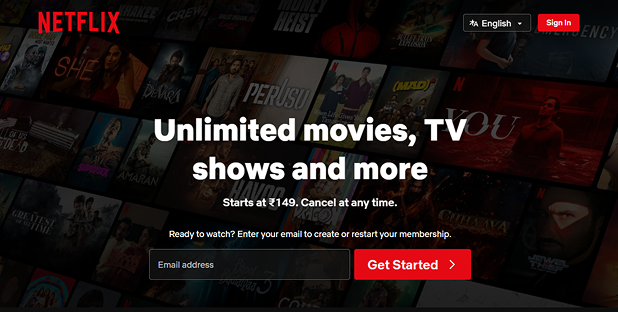 NETFLIX
English
Sign In
HEIST
EMERGENCY
SHE
DEVARA
PERUSU
(MAD)
YOU
AMARAN
HAVOC
Unlimited movies, TV
shows and more
Starts at ₹149. Cancel at any time.
Ready to watch? Enter your email to create or restart your membership.
Email address
Get Started